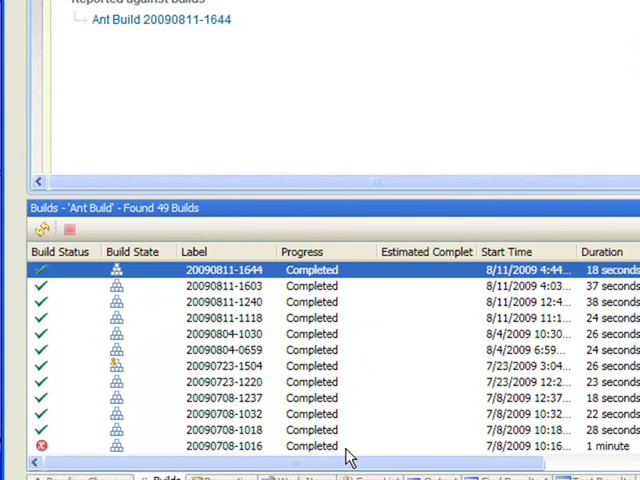 Reported against builds
Ant Build 20090811-1644
Builds - 'Ant Build' - Found 49 Builds
Build Status Build State Label Progress Estimated Complet Start Time Duration
20090811-1644 Completed 8/11/2009 4:44... 18 seconds
20090811-1603 Completed 8/11/2009 4:03... 37 seconds
20090811-1240 Completed 8/11/2009 12:4... 38 seconds
20090811-1118 Completed 8/11/2009 11:1... 24 seconds
20090804-1030 Completed 8/4/2009 10:30... 26 seconds
20090804-0659 Completed 8/4/2009 6:59... 24 seconds
20090723-1504 Completed 7/23/2009 3:04... 26 seconds
20090723-1220 Completed 7/23/2009 12:2... 23 seconds
20090708-1237 Completed 7/8/2009 12:37... 18 seconds
20090708-1032 Completed 7/8/2009 10:32... 22 seconds
20090708-1018 Completed 7/8/2009 10:18... 28 seconds
20090708-1016 Completed 7/8/2009 10:16... 1 minute
Builds